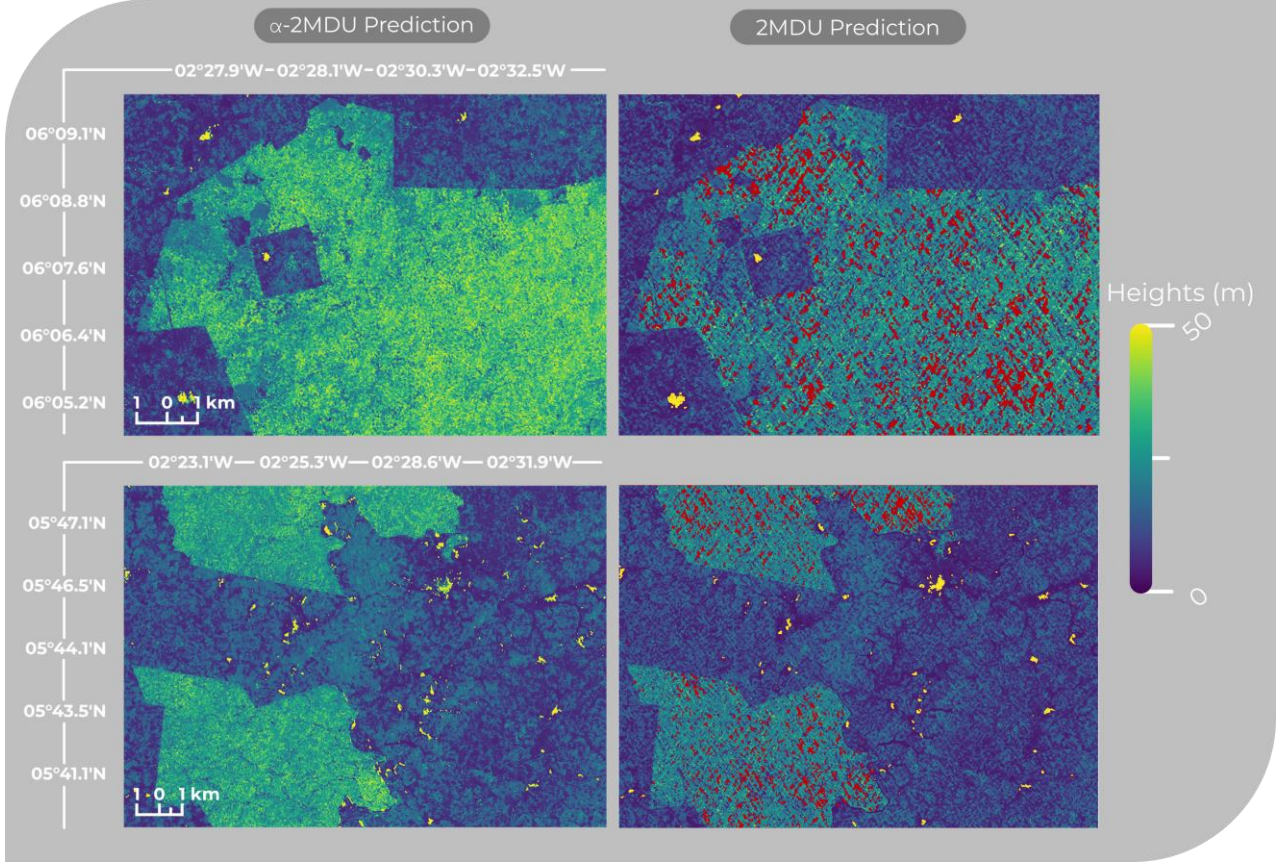 α-2MDU Prediction
2MDU Prediction
02°27.9'W 02°28.1'W 02°30.3'W 02°32.5'W
06°09.1'N
06°08.8'N
06°07.6'N
06°06.4'N
06°05.2'N
1 0 1 km
Heights (m)
50
0
02°23.1'W 02°25.3'W 02°28.6'W 02°31.9'W
05°47.1'N
05°46.5'N
05°44.1'N
05°43.5'N
05°41.1'N
1 0 1 km